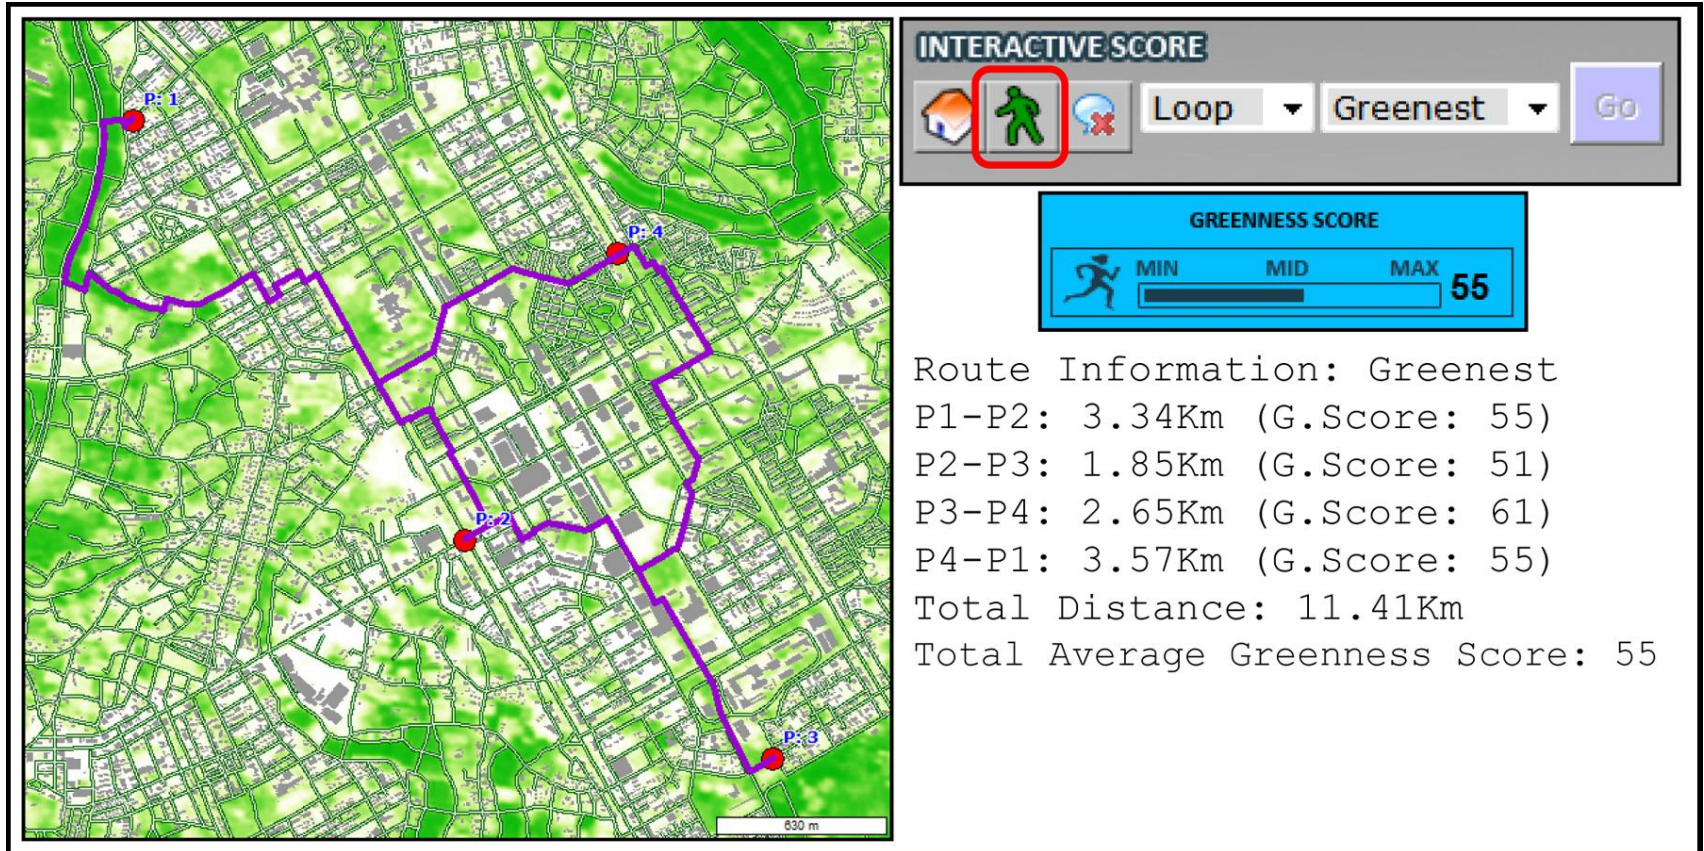 P: 1
P: 4
P: 2
P: 3
630 m
INTERACTIVE SCORE
Loop
Greenest
Go
GREENNESS SCORE
MIN MID MAX
55
Route Information: Greenest
P1-P2: 3.34Km (G.Score: 55)
P2-P3: 1.85Km (G.Score: 51)
P3-P4: 2.65Km (G.Score: 61)
P4-P1: 3.57Km (G.Score: 55)
Total Distance: 11.41Km
Total Average Greenness Score: 55